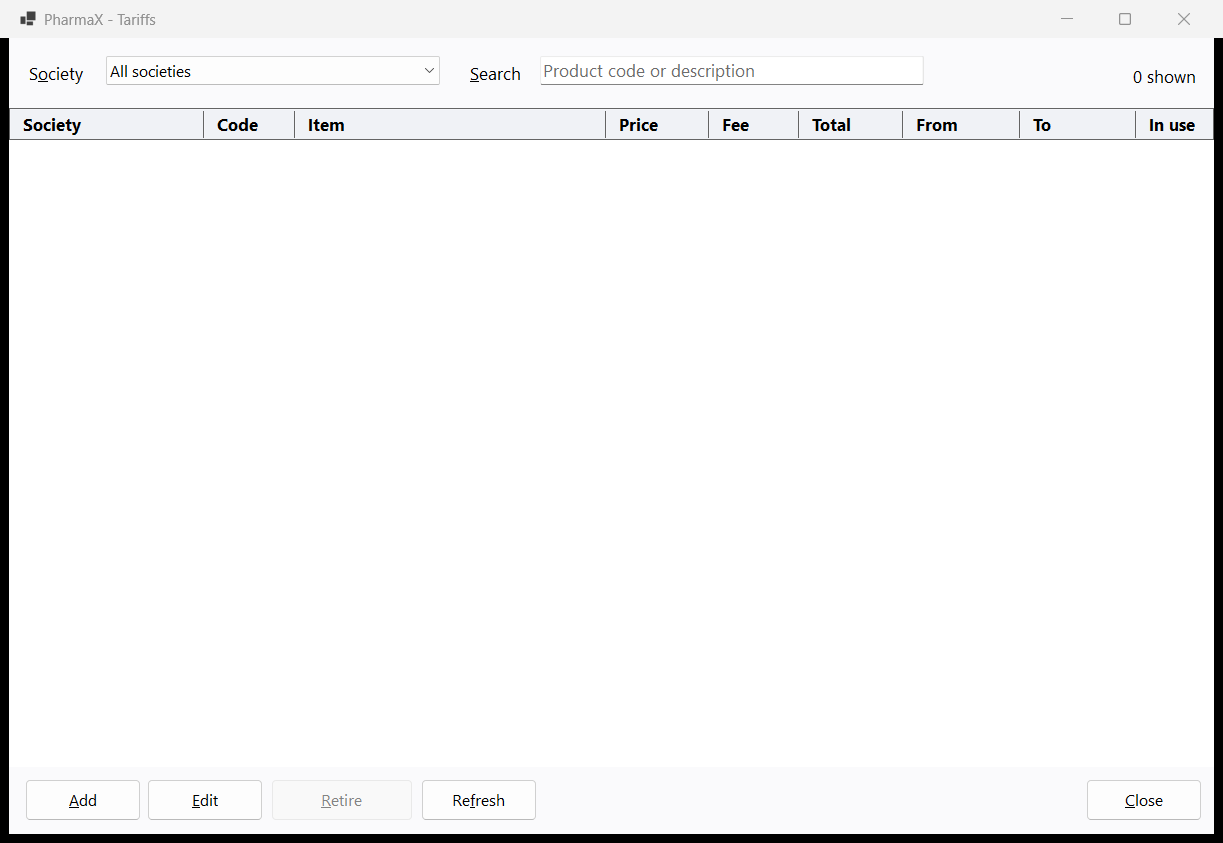 PharmaX - Tariffs
Society All societies Search Product code or description 0 shown
Society Code Item Price Fee Total From To In use
Add Edit Retire Refresh Close